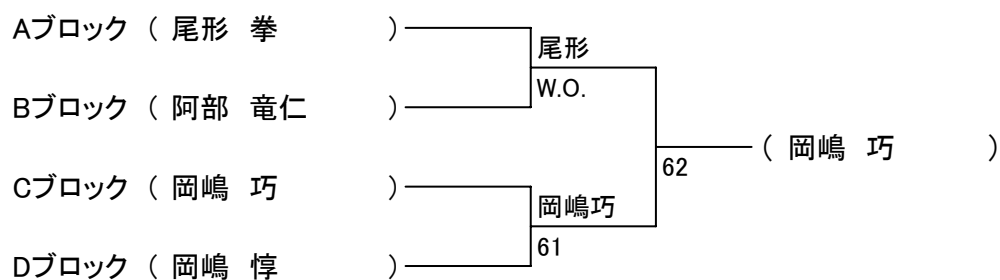 Aブロック ( 尾形 拳 )
尾形
W.O.
Bブロック ( 阿部 竜仁 )
( 岡嶋 巧 )
62
Cブロック ( 岡嶋 巧 )
岡嶋巧
61
Dブロック ( 岡嶋 惇 )